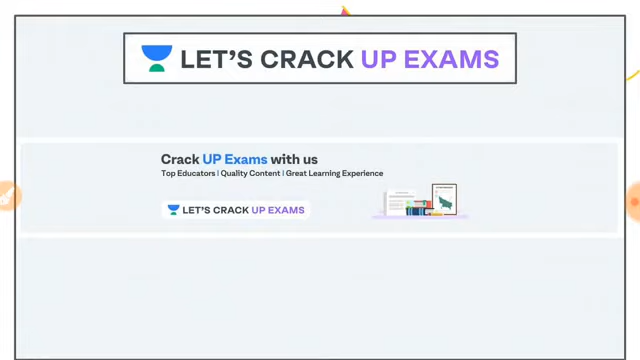 LET'S CRACK UP EXAMS
Crack UP Exams with us
Top Educators | Quality Content | Great Learning Experience
LET'S CRACK UP EXAMS